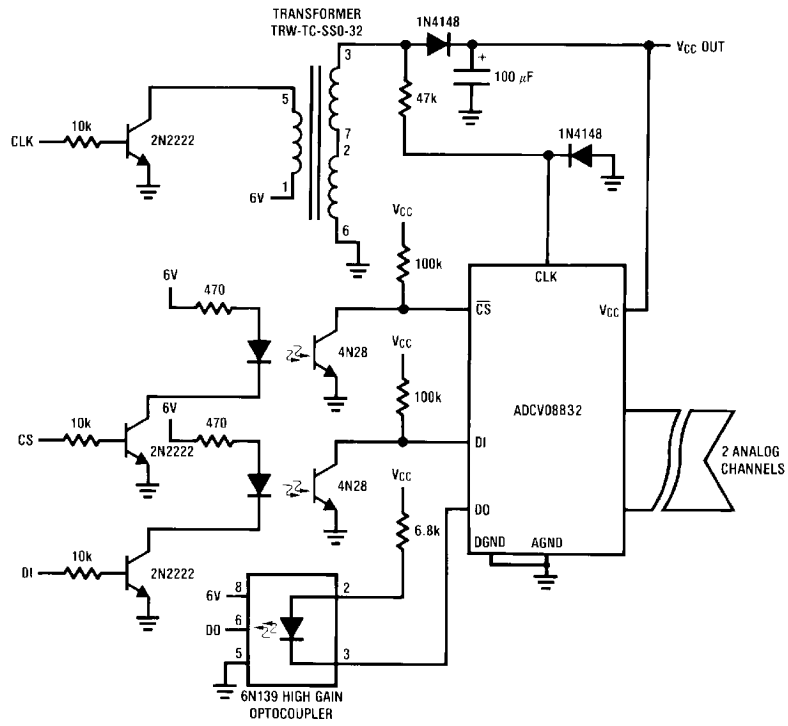 TRANSFORMER
TRW-TC-SSO-32
1N4148
VCC OUT
3
+
100 µF
5
47k
10k
CLK
2N2222
7
2
1N4148
1
6V
6
VCC
100k
CLK
6V
470
CS
VCC
4N28
VCC
ADCV08832
100k
10k
6V
470
CS
2N2222
DI
2 ANALOG
CHANNELS
4N28
VCC
DO
6.8k
DGND
AGND
10k
DI
2N2222
6V
8
2
DO
6
5
3
6N139 HIGH GAIN
OPTOCOUPLER